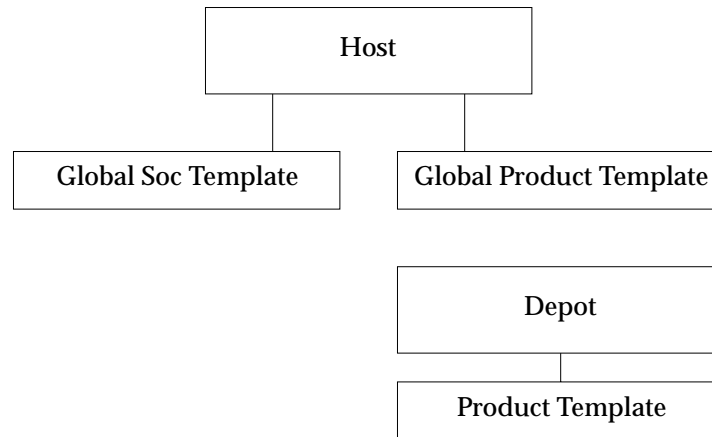 Host
Global Soc Template
Global Product Template
Depot
Product Template